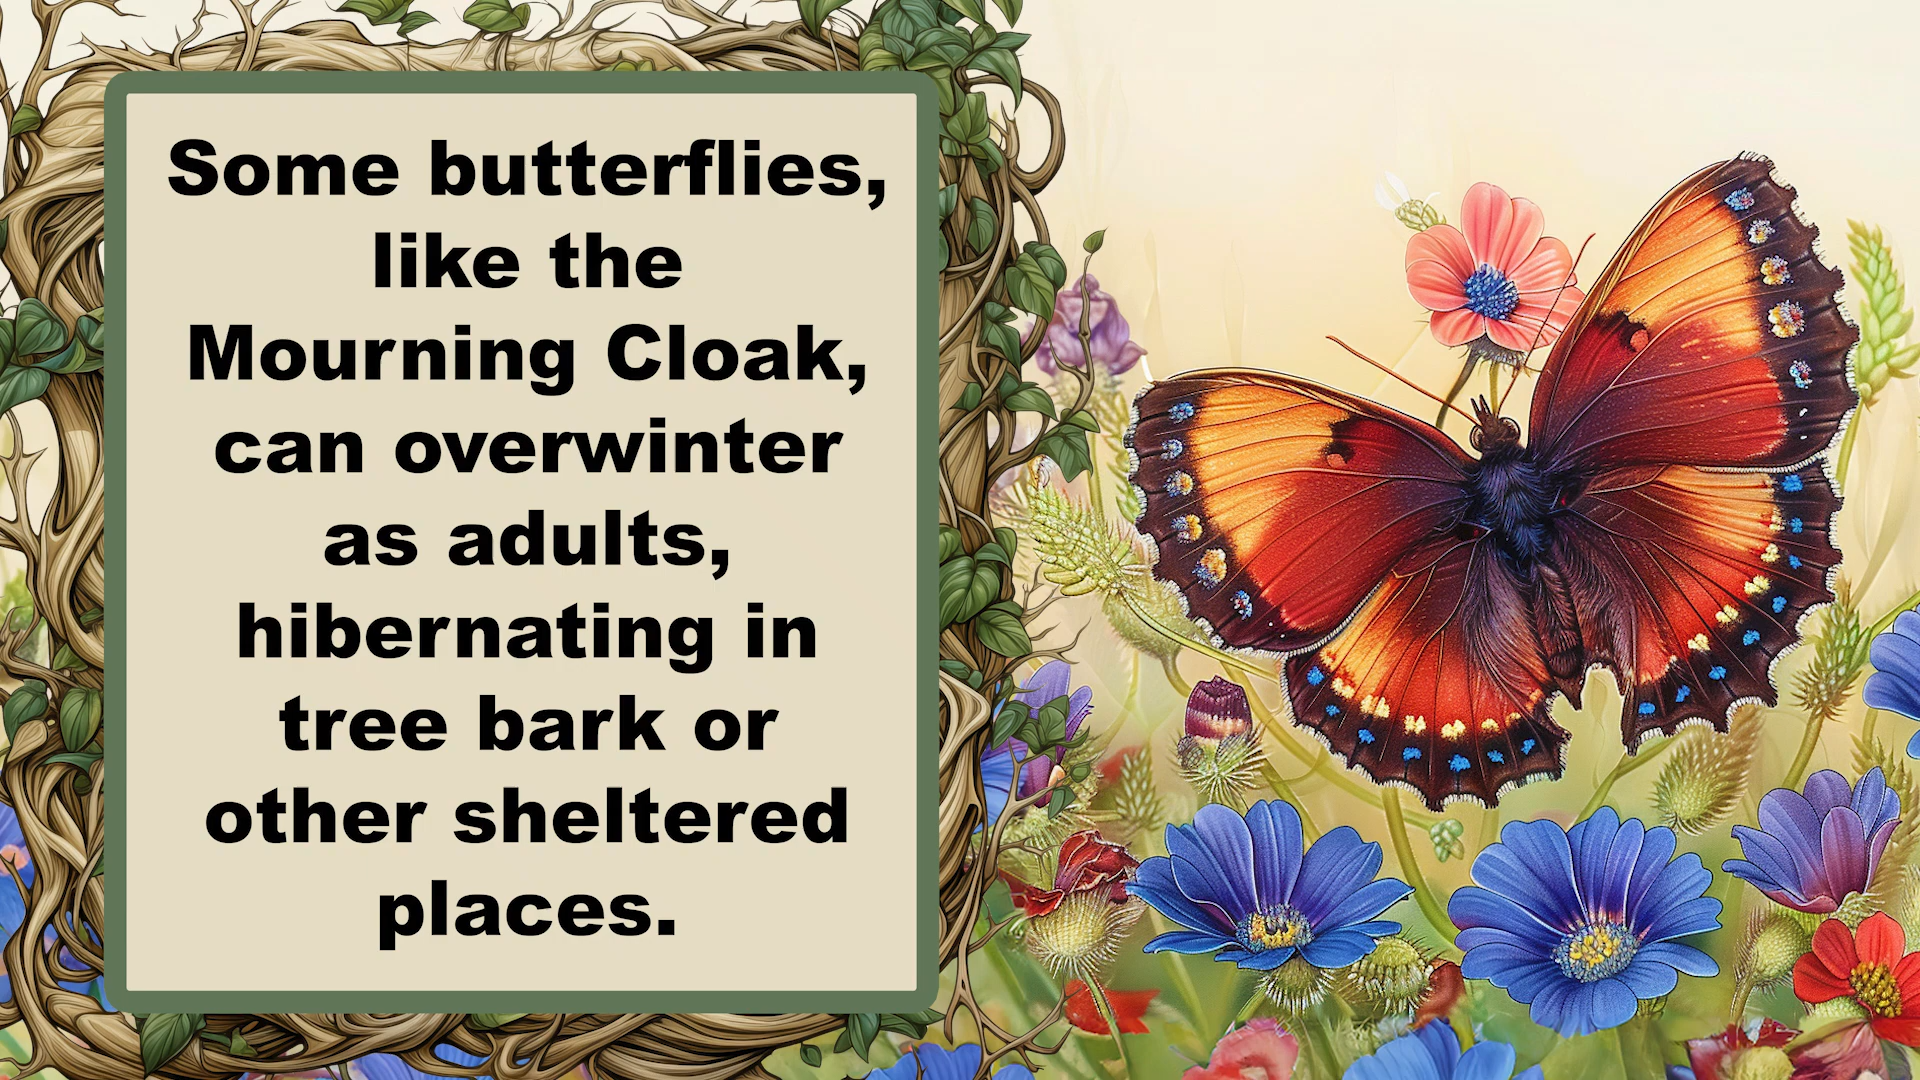 Some butterflies,
like the
Mourning Cloak,
can overwinter
as adults,
hibernating in
tree bark or
other sheltered
places.